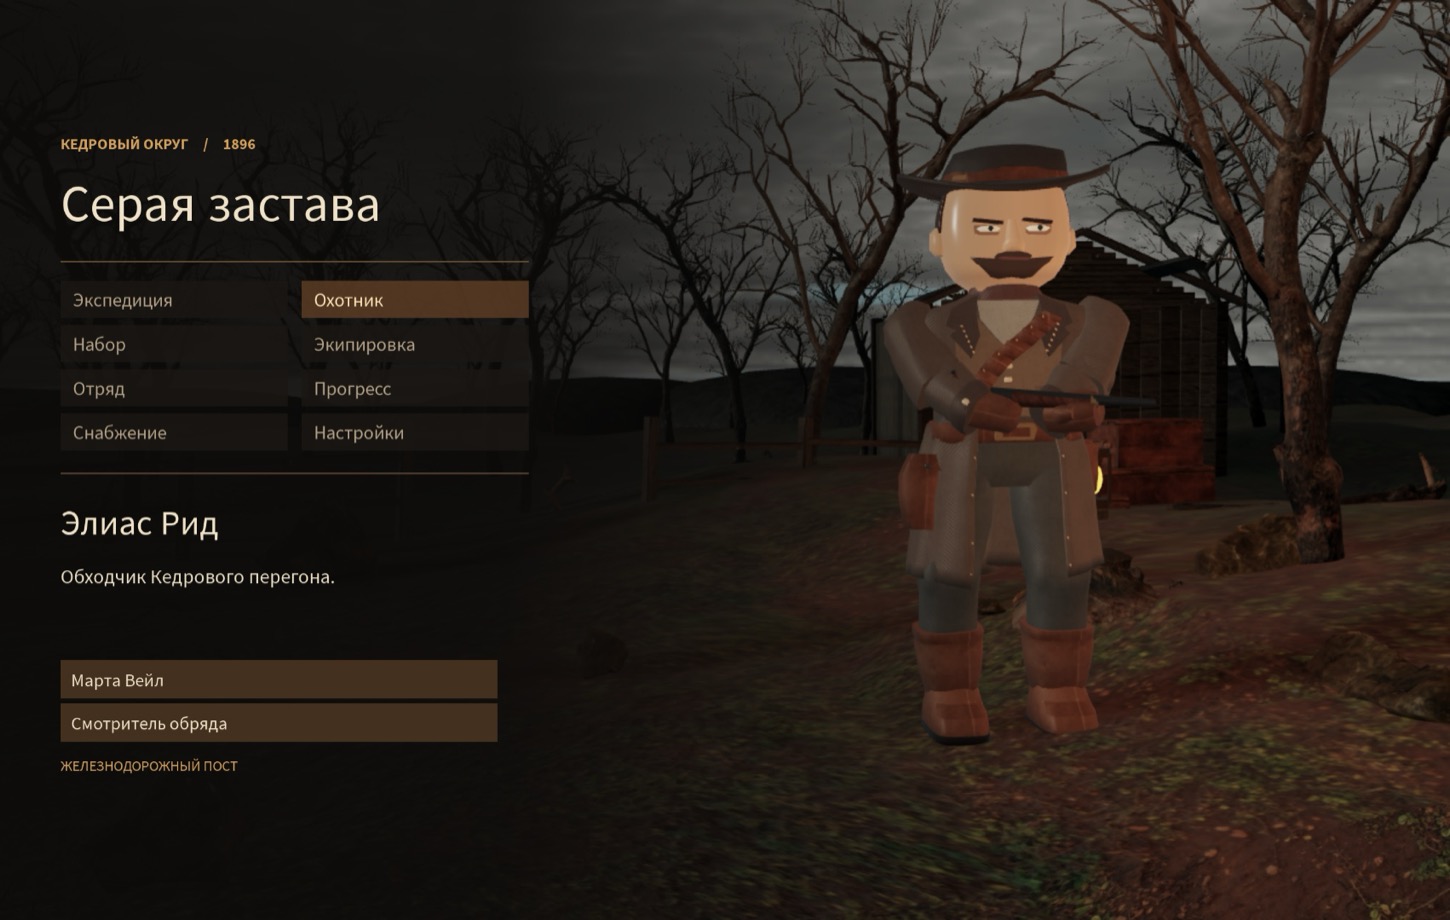 КЕДРОВЫЙ ОКРУГ / 1896
Серая застава
Экспедиция
Охотник
Набор
Экипировка
Отряд
Прогресс
Снабжение
Настройки
Элиас Рид
Обходчик Кедрового перегона.
Марта Вейл
Смотритель обряда
ЖЕЛЕЗНОДОРОЖНЫЙ ПОСТ